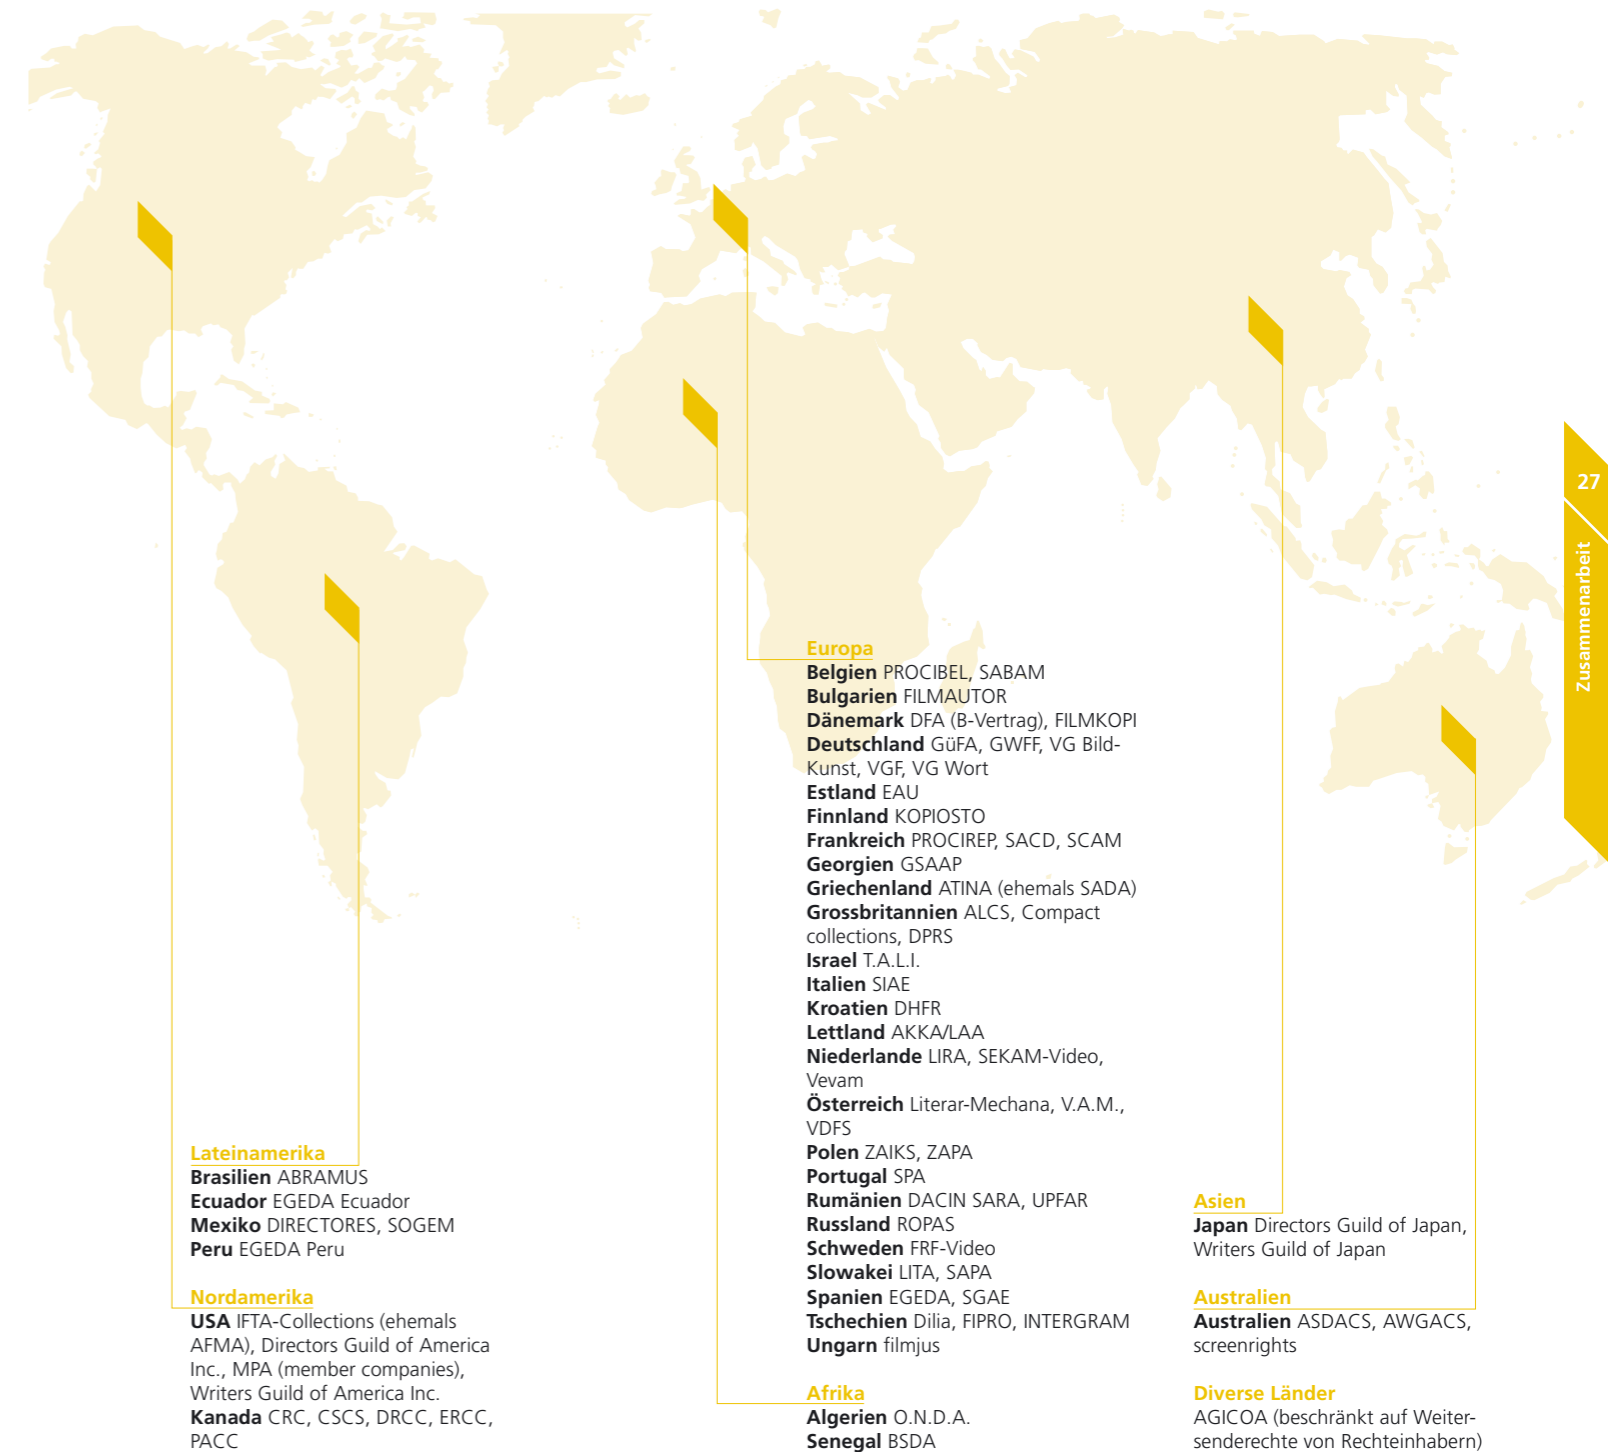 Lateinamerika
Brasilien ABRAMUS
Ecuador EGEDA Ecuador
Mexiko DIRECTORES, SOGEM
Peru EGEDA Peru
Nordamerika
USA IFTA-Collections (ehemals
AFMA), Directors Guild of America
Inc., MPA (member companies),
Writers Guild of America Inc.
Kanada CRC, CSCS, DRCC, ERCC,
PACC
Europa
Belgien PROCIBEL, SABAM
Bulgarien FILMAUTOR
Dänemark DFA (B-Vertrag), FILMKOPI
Deutschland GüFA, GWFF, VG Bild-
Kunst, VGF, VG Wort
Estland EAU
Finnland KOPIOSTO
Frankreich PROCIREP, SACD, SCAM
Georgien GSAAP
Griechenland ATINA (ehemals SADA)
Grossbritannien ALCS, Compact
collections, DPRS
Israel T.A.L.I.
Italien SIAE
Kroatien DHFR
Lettland AKKA/LAA
Niederlande LIRA, SEKAM-Video,
Vevam
Österreich Literar-Mechana, V.A.M.,
VDFS
Polen ZAIKS, ZAPA
Portugal SPA
Rumänien DACIN SARA, UPFAR
Russland ROPAS
Schweden FRF-Video
Slowakei LITA, SAPA
Spanien EGEDA, SGAE
Tschechien Dilia, FIPRO, INTERGRAM
Ungarn filmjus
Afrika
Algerien O.N.D.A.
Senegal BSDA
Asien
Japan Directors Guild of Japan,
Writers Guild of Japan
Australien
Australien ASDACS, AWGACS,
screenrights
Diverse Länder
AGICOA (beschränkt auf Weiter-
senderechte von Rechteinhabern)
27
Zusammenarbeit